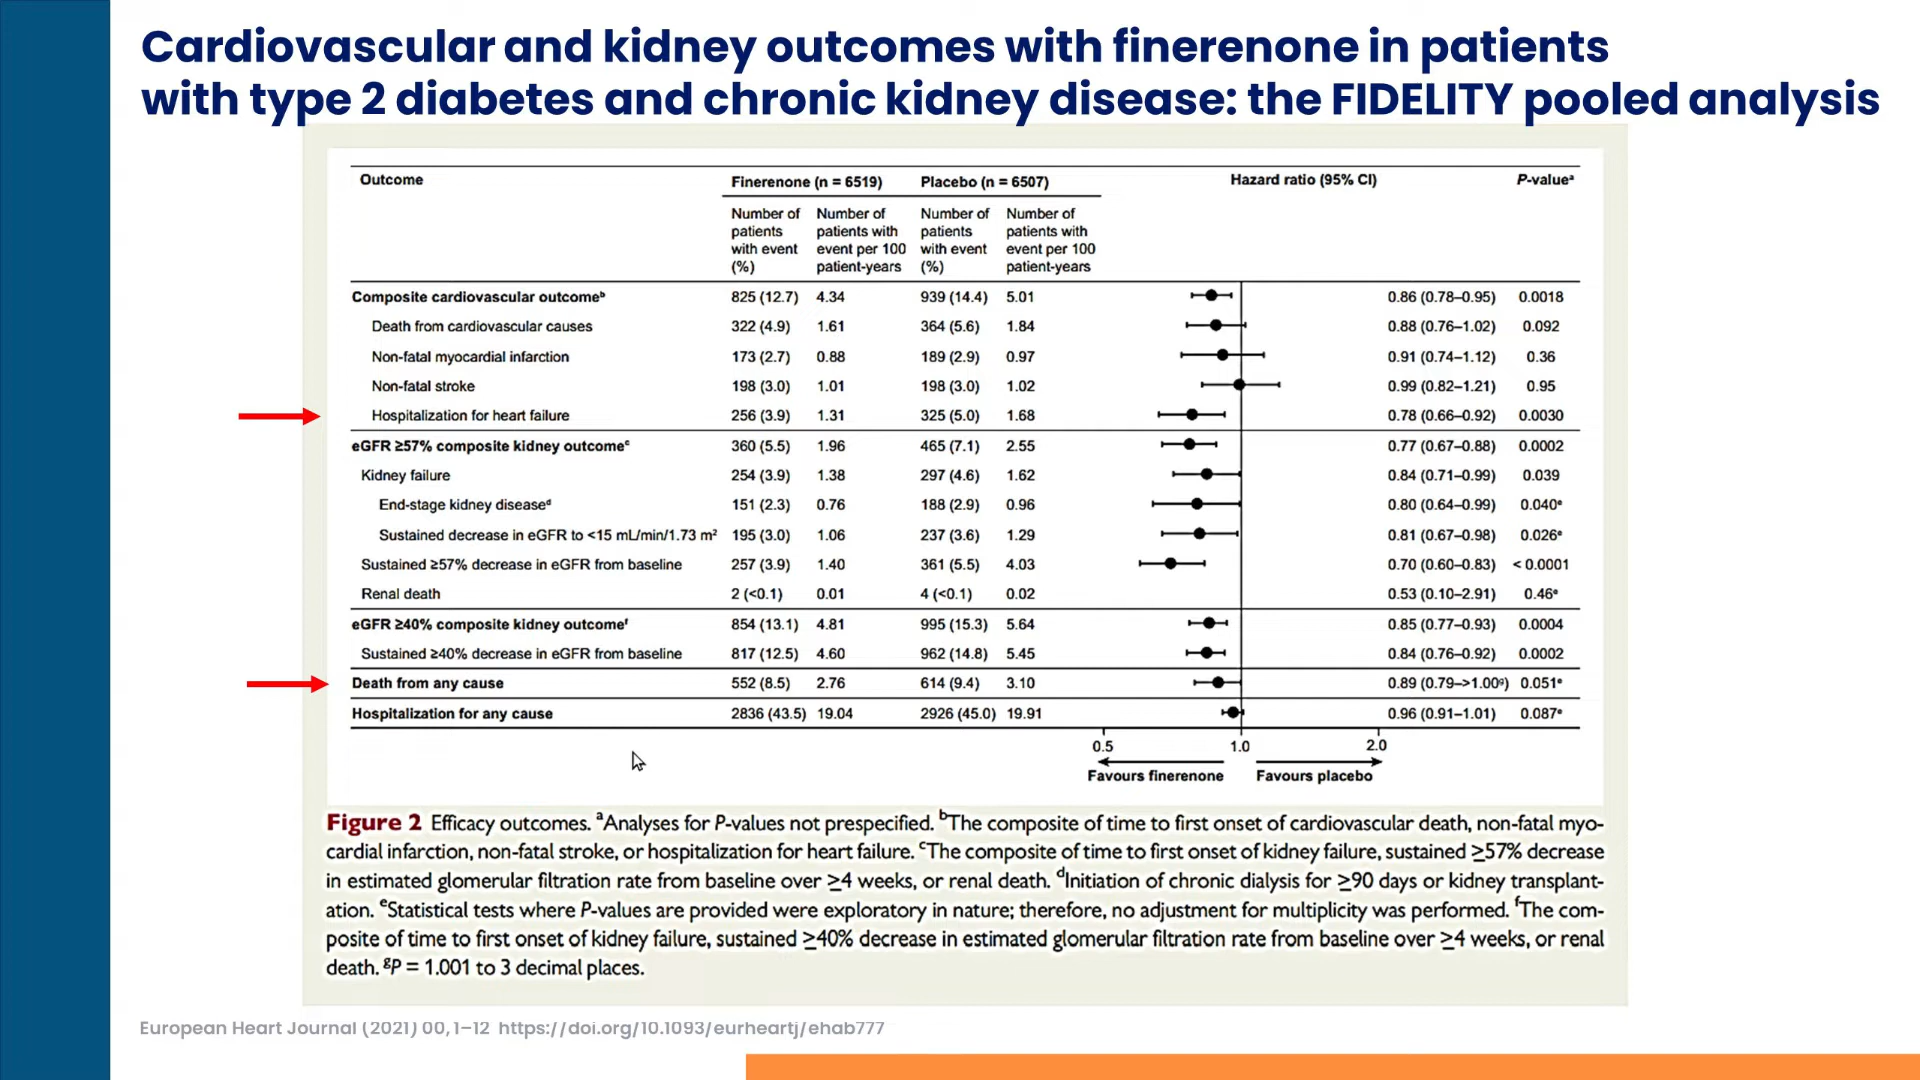 Cardiovascular and kidney outcomes with finerenone in patients
with type 2 diabetes and chronic kidney disease: the FIDELITY pooled analysis
Outcome Finerenone (n = 6519) Placebo (n = 6507) Hazard ratio (95% CI) P-valueᵃ
Number of Number of Number of Number of
patients patients with patients patients with
with event event per 100 with event event per 100
(%) patient-years (%) patient-years
Composite cardiovascular outcomeᵇ 825 (12.7) 4.34 939 (14.4) 5.01 0.86 (0.78–0.95) 0.0018
Death from cardiovascular causes 322 (4.9) 1.61 364 (5.6) 1.84 0.88 (0.76–1.02) 0.092
Non-fatal myocardial infarction 173 (2.7) 0.88 189 (2.9) 0.97 0.91 (0.74–1.12) 0.36
Non-fatal stroke 198 (3.0) 1.01 198 (3.0) 1.02 0.99 (0.82–1.21) 0.95
Hospitalization for heart failure 256 (3.9) 1.31 325 (5.0) 1.68 0.78 (0.66–0.92) 0.0030
eGFR ≥57% composite kidney outcomeᶜ 360 (5.5) 1.96 465 (7.1) 2.55 0.77 (0.67–0.88) 0.0002
Kidney failure 254 (3.9) 1.38 297 (4.6) 1.62 0.84 (0.71–0.99) 0.039
End-stage kidney diseaseᵈ 151 (2.3) 0.76 188 (2.9) 0.96 0.80 (0.64–0.99) 0.040ᵉ
Sustained decrease in eGFR to <15 mL/min/1.73 m² 195 (3.0) 1.06 237 (3.6) 1.29 0.81 (0.67–0.98) 0.026ᵉ
Sustained ≥57% decrease in eGFR from baseline 257 (3.9) 1.40 361 (5.5) 4.03 0.70 (0.60–0.83) < 0.0001
Renal death 2 (<0.1) 0.01 4 (<0.1) 0.02 0.53 (0.10–2.91) 0.46ᵉ
eGFR ≥40% composite kidney outcomeᶠ 854 (13.1) 4.81 995 (15.3) 5.64 0.85 (0.77–0.93) 0.0004
Sustained ≥40% decrease in eGFR from baseline 817 (12.5) 4.60 962 (14.8) 5.45 0.84 (0.76–0.92) 0.0002
Death from any cause 552 (8.5) 2.76 614 (9.4) 3.10 0.89 (0.79–>1.00ᵍ) 0.051ᵉ
Hospitalization for any cause 2836 (43.5) 19.04 2926 (45.0) 19.91 0.96 (0.91–1.01) 0.087ᵉ
0.5 1.0 2.0
Favours finerenone Favours placebo
Figure 2 Efficacy outcomes. ᵃAnalyses for P-values not prespecified. ᵇThe composite of time to first onset of cardiovascular death, non-fatal myo-
cardial infarction, non-fatal stroke, or hospitalization for heart failure. ᶜThe composite of time to first onset of kidney failure, sustained ≥57% decrease
in estimated glomerular filtration rate from baseline over ≥4 weeks, or renal death. ᵈInitiation of chronic dialysis for ≥90 days or kidney transplant-
ation. ᵉStatistical tests where P-values are provided were exploratory in nature; therefore, no adjustment for multiplicity was performed. ᶠThe com-
posite of time to first onset of kidney failure, sustained ≥40% decrease in estimated glomerular filtration rate from baseline over ≥4 weeks, or renal
death. ᵍP = 1.001 to 3 decimal places.
European Heart Journal (2021) 00, 1–12 https://doi.org/10.1093/eurheartj/ehab777